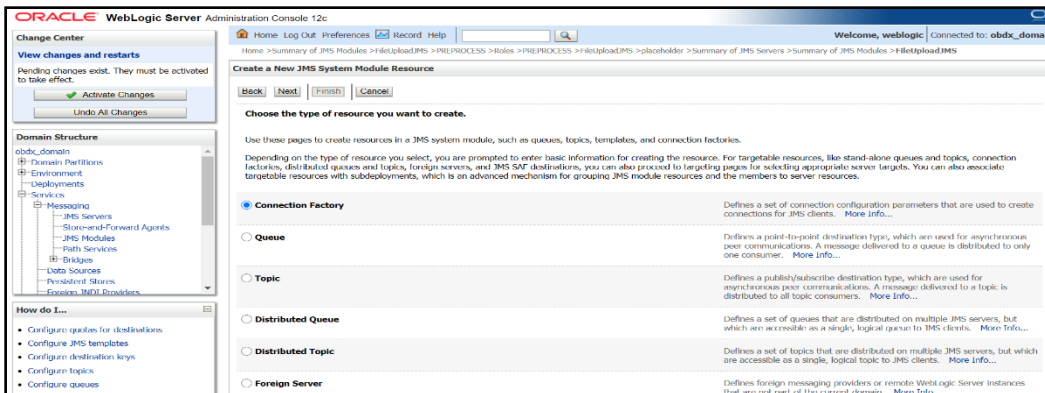 ORACLE WebLogic Server Administration Console 12c
Change Center
View changes and restarts
Pending changes exist. They must be activated
to take effect.
Activate Changes
Undo All Changes
Domain Structure
obdx_domain
Domain Partitions
Environment
Deployments
Services
Messaging
JMS Servers
Store-and-Forward Agents
JMS Modules
Path Services
Bridges
Data Sources
Persistent Stores
Foreign JNDI Providers
How do I...
Configure quotas for destinations
Configure JMS templates
Configure destination keys
Configure topics
Configure queues
Home Log Out Preferences Record Help
Welcome, weblogic Connected to: obdx_doma
Home >Summary of JMS Modules >FileUploadJMS >PREPROCESS >Roles >PREPROCESS >FileUploadJMS >placeholder >Summary of JMS Servers >Summary of JMS Modules >FileUploadJMS
Create a New JMS System Module Resource
Back Next Finish Cancel
Choose the type of resource you want to create.
Use these pages to create resources in a JMS system module, such as queues, topics, templates, and connection factories.
Depending on the type of resource you select, you are prompted to enter basic information for creating the resource. For targetable resources, like stand-alone queues and topics, connection
factories, distributed queues and topics, foreign servers, and JMS SAF destinations, you can also proceed to targeting pages for selecting appropriate server targets. You can also associate
targetable resources with subdeployments, which is an advanced mechanism for grouping JMS module resources and the members to server resources.
Connection Factory
Defines a set of connection configuration parameters that are used to create
connections for JMS clients. More Info...
Queue
Defines a point-to-point destination type, which are used for asynchronous
peer communications. A message delivered to a queue is distributed to only
one consumer. More Info...
Topic
Defines a publish/subscribe destination type, which are used for
asynchronous peer communications. A message delivered to a topic is
distributed to all topic consumers. More Info...
Distributed Queue
Defines a set of queues that are distributed on multiple JMS servers, but
which are accessible as a single, logical queue to JMS clients. More Info...
Distributed Topic
Defines a set of topics that are distributed on multiple JMS servers, but which
are accessible as a single, logical topic to JMS clients. More Info...
Foreign Server
Defines foreign messaging providers or remote WebLogic Server instances
that are not part of the current domain. More Info